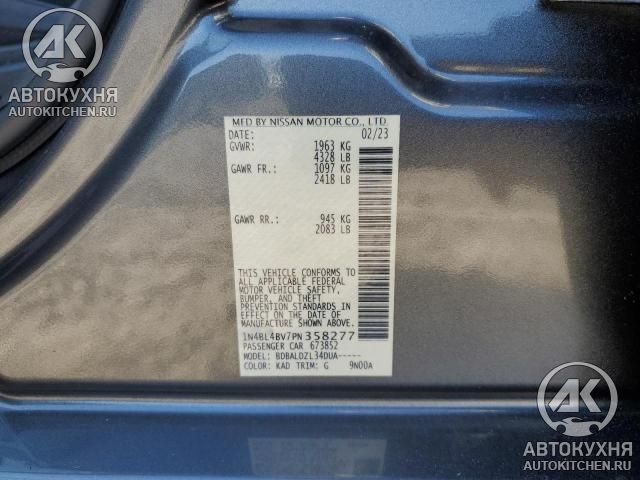 AK
АВТОКУХНЯ
AUTOKITCHEN.RU
MFD BY NISSAN MOTOR CO., LTD.
DATE: 02/23
GVWR: 1963 KG
4328 LB
GAWR FR.: 1097 KG
2418 LB
GAWR RR.: 945 KG
2083 LB
THIS VEHICLE CONFORMS TO
ALL APPLICABLE FEDERAL
MOTOR VEHICLE SAFETY,
BUMPER, AND THEFT
PREVENTION STANDARDS
IN EFFECT ON THE DATE OF
MANUFACTURE SHOWN ABOVE.
1N4BL4BV7PN358277
PASSENGER CAR 673852
MODEL: BDBALDZL34DUA-----
COLOR: KAD TRIM: G 9N00A
AK
АВТОКУХНЯ
AUTOKITCHEN.RU